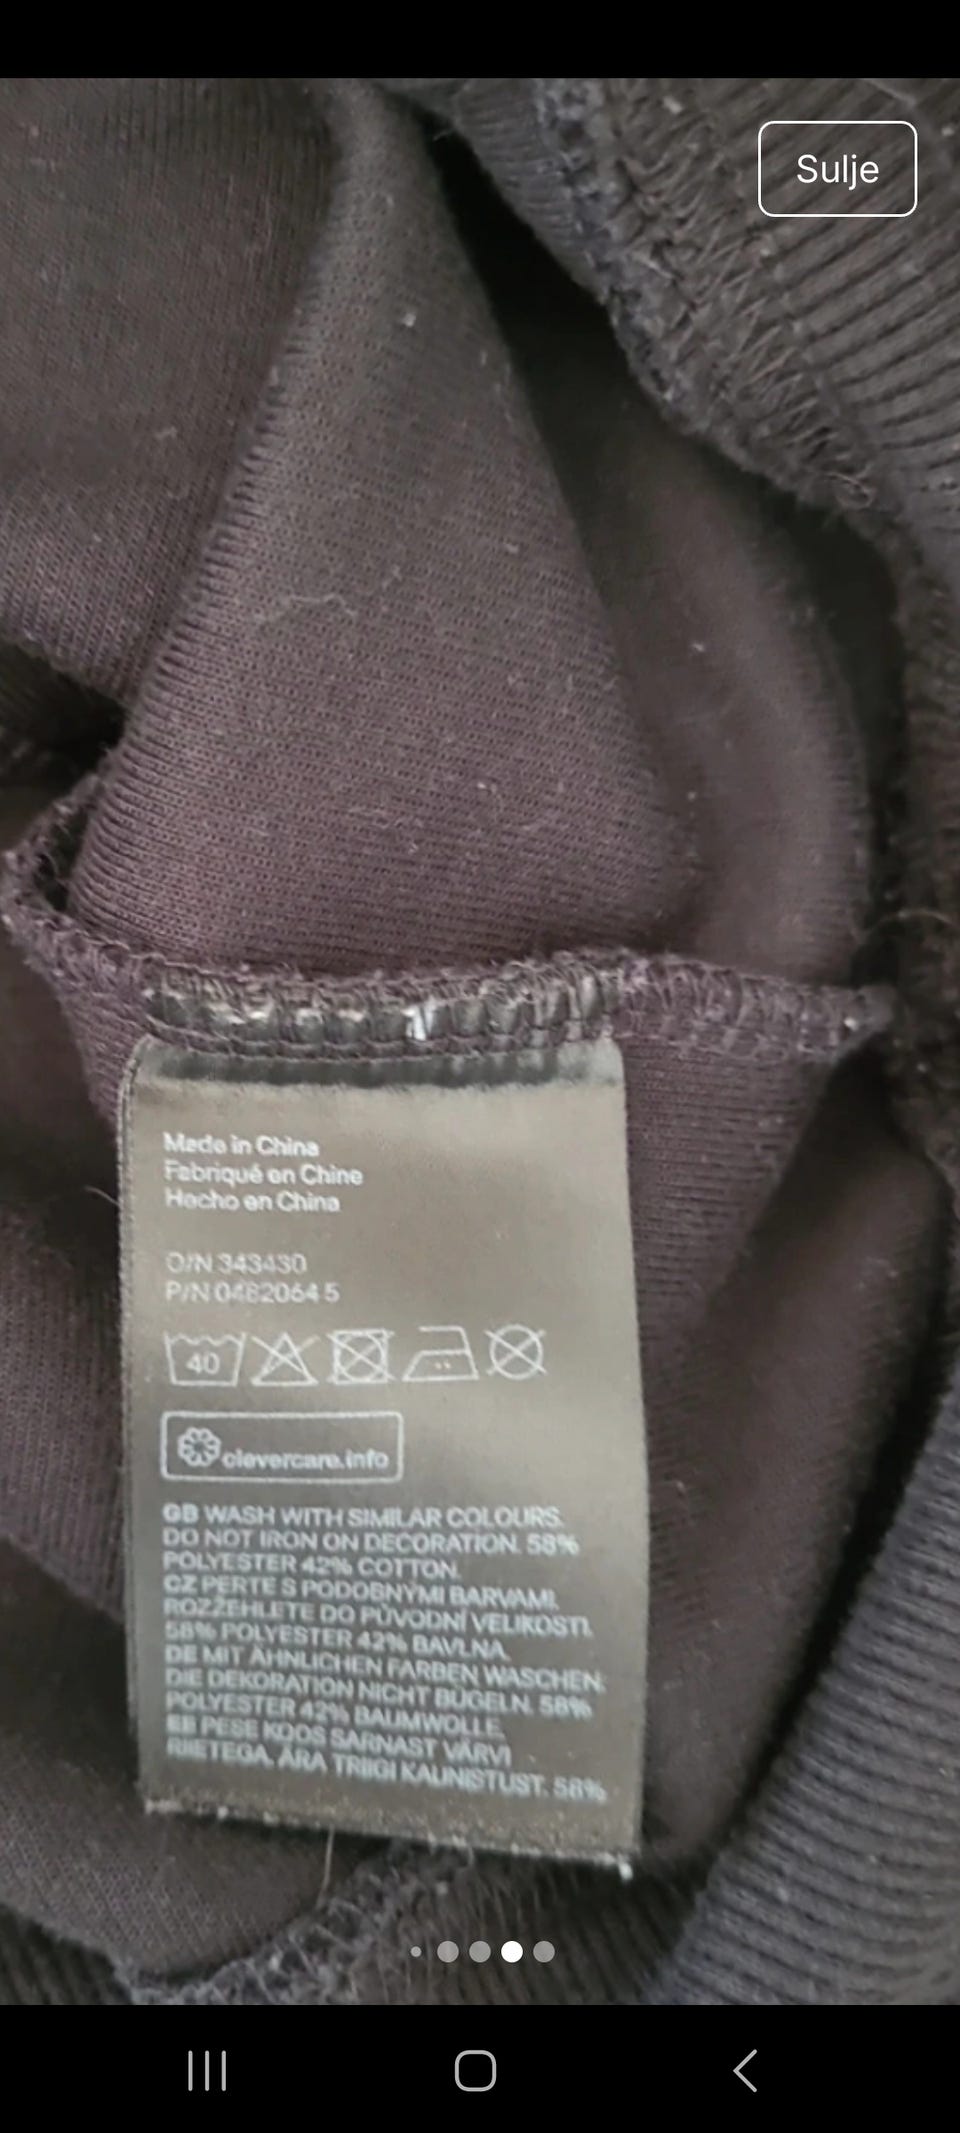 Sulje
Made in China
Fabriqué en Chine
Hecho en China
O/N 343430
P/N 0482064 5
40
clevercare.info
GB WASH WITH SIMILAR COLOURS.
DO NOT IRON ON DECORATION. 58%
POLYESTER 42% COTTON.
CZ PERTE S PODOBNÝMI BARVAMI.
ROZŽEHLETE DO PŮVODNÍ VELIKOSTI.
58% POLYESTER 42% BAVLNA.
DE MIT ÄHNLICHEN FARBEN WASCHEN.
DIE DEKORATION NICHT BÜGELN. 58%
POLYESTER 42% BAUMWOLLE.
EE PESE KOOS SARNAST VÄRVI
RIIETEGA. ÄRA TRIIGI KAUNISTUST. 58%